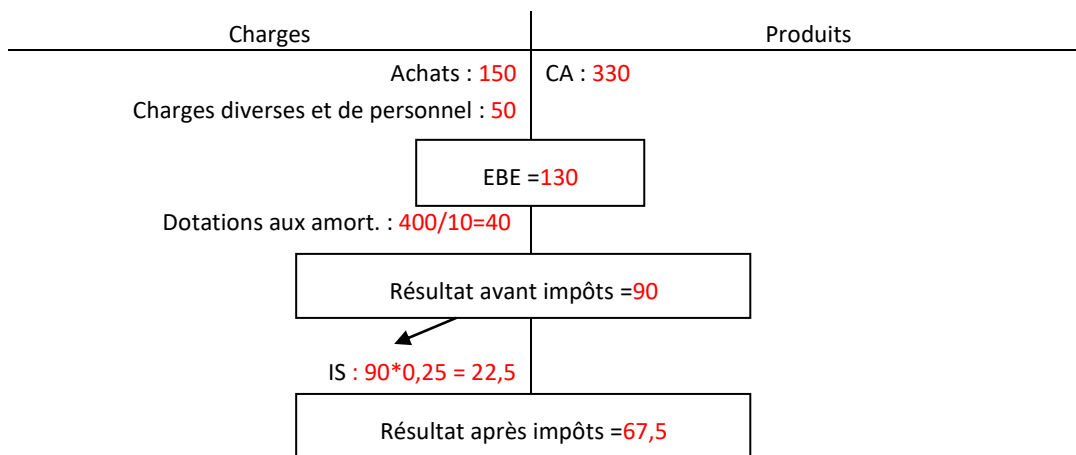 Charges Produits
Achats : 150 CA : 330
Charges diverses et de personnel : 50
EBE =130
Dotations aux amort. : 400/10=40
Résultat avant impôts =90
IS : 90*0,25 = 22,5
Résultat après impôts =67,5